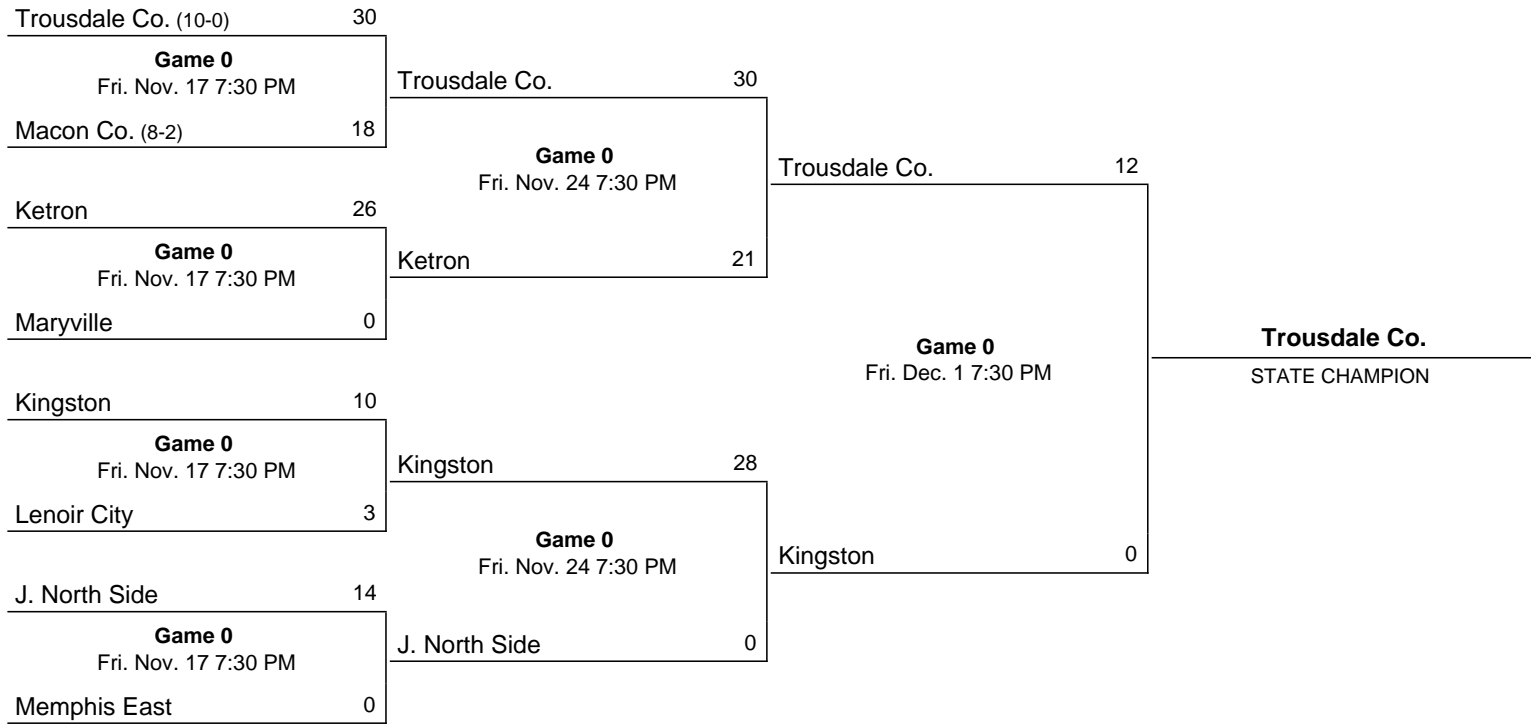 Trousdale Co. (10-0) 30
Game 0
Fri. Nov. 17 7:30 PM
Macon Co. (8-2) 18
Ketron 26
Game 0
Fri. Nov. 17 7:30 PM
Maryville 0
Kingston 10
Game 0
Fri. Nov. 17 7:30 PM
Lenoir City 3
J. North Side 14
Game 0
Fri. Nov. 17 7:30 PM
Memphis East 0
Trousdale Co. 30
Game 0
Fri. Nov. 24 7:30 PM
Ketron 21
Kingston 28
Game 0
Fri. Nov. 24 7:30 PM
J. North Side 0
Trousdale Co. 12
Game 0
Fri. Dec. 1 7:30 PM
Kingston 0
Trousdale Co.
STATE CHAMPION